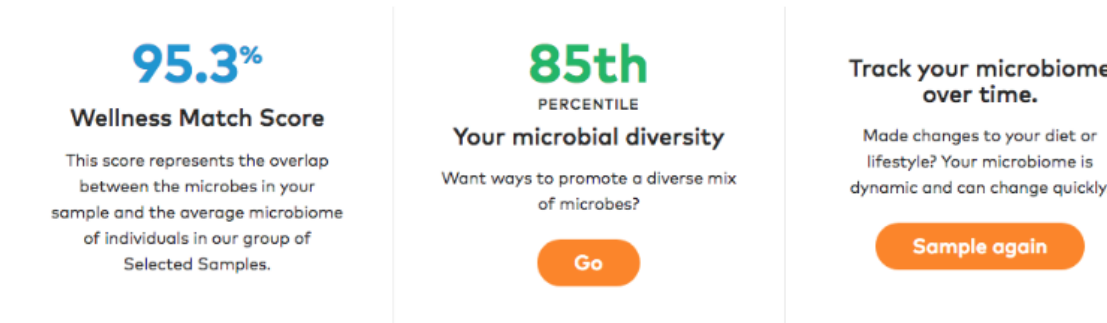 95.3%
Wellness Match Score
This score represents the overlap
between the microbes in your
sample and the average microbiome
of individuals in our group of
Selected Samples.
85th
PERCENTILE
Your microbial diversity
Want ways to promote a diverse mix
of microbes?
Go
Track your microbiome
over time.
Made changes to your diet or
lifestyle? Your microbiome is
dynamic and can change quickly
Sample again